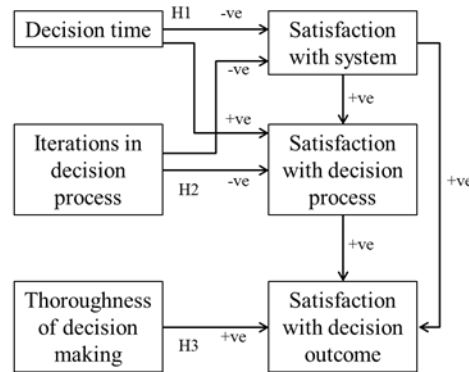 H1
-ve
Decision time
Satisfaction
with system
-ve
+ve
+ve
Iterations in
decision
process
Satisfaction
with decision
process
+ve
H2
-ve
+ve
Thoroughness
of decision
making
Satisfaction
with decision
outcome
+ve
H3